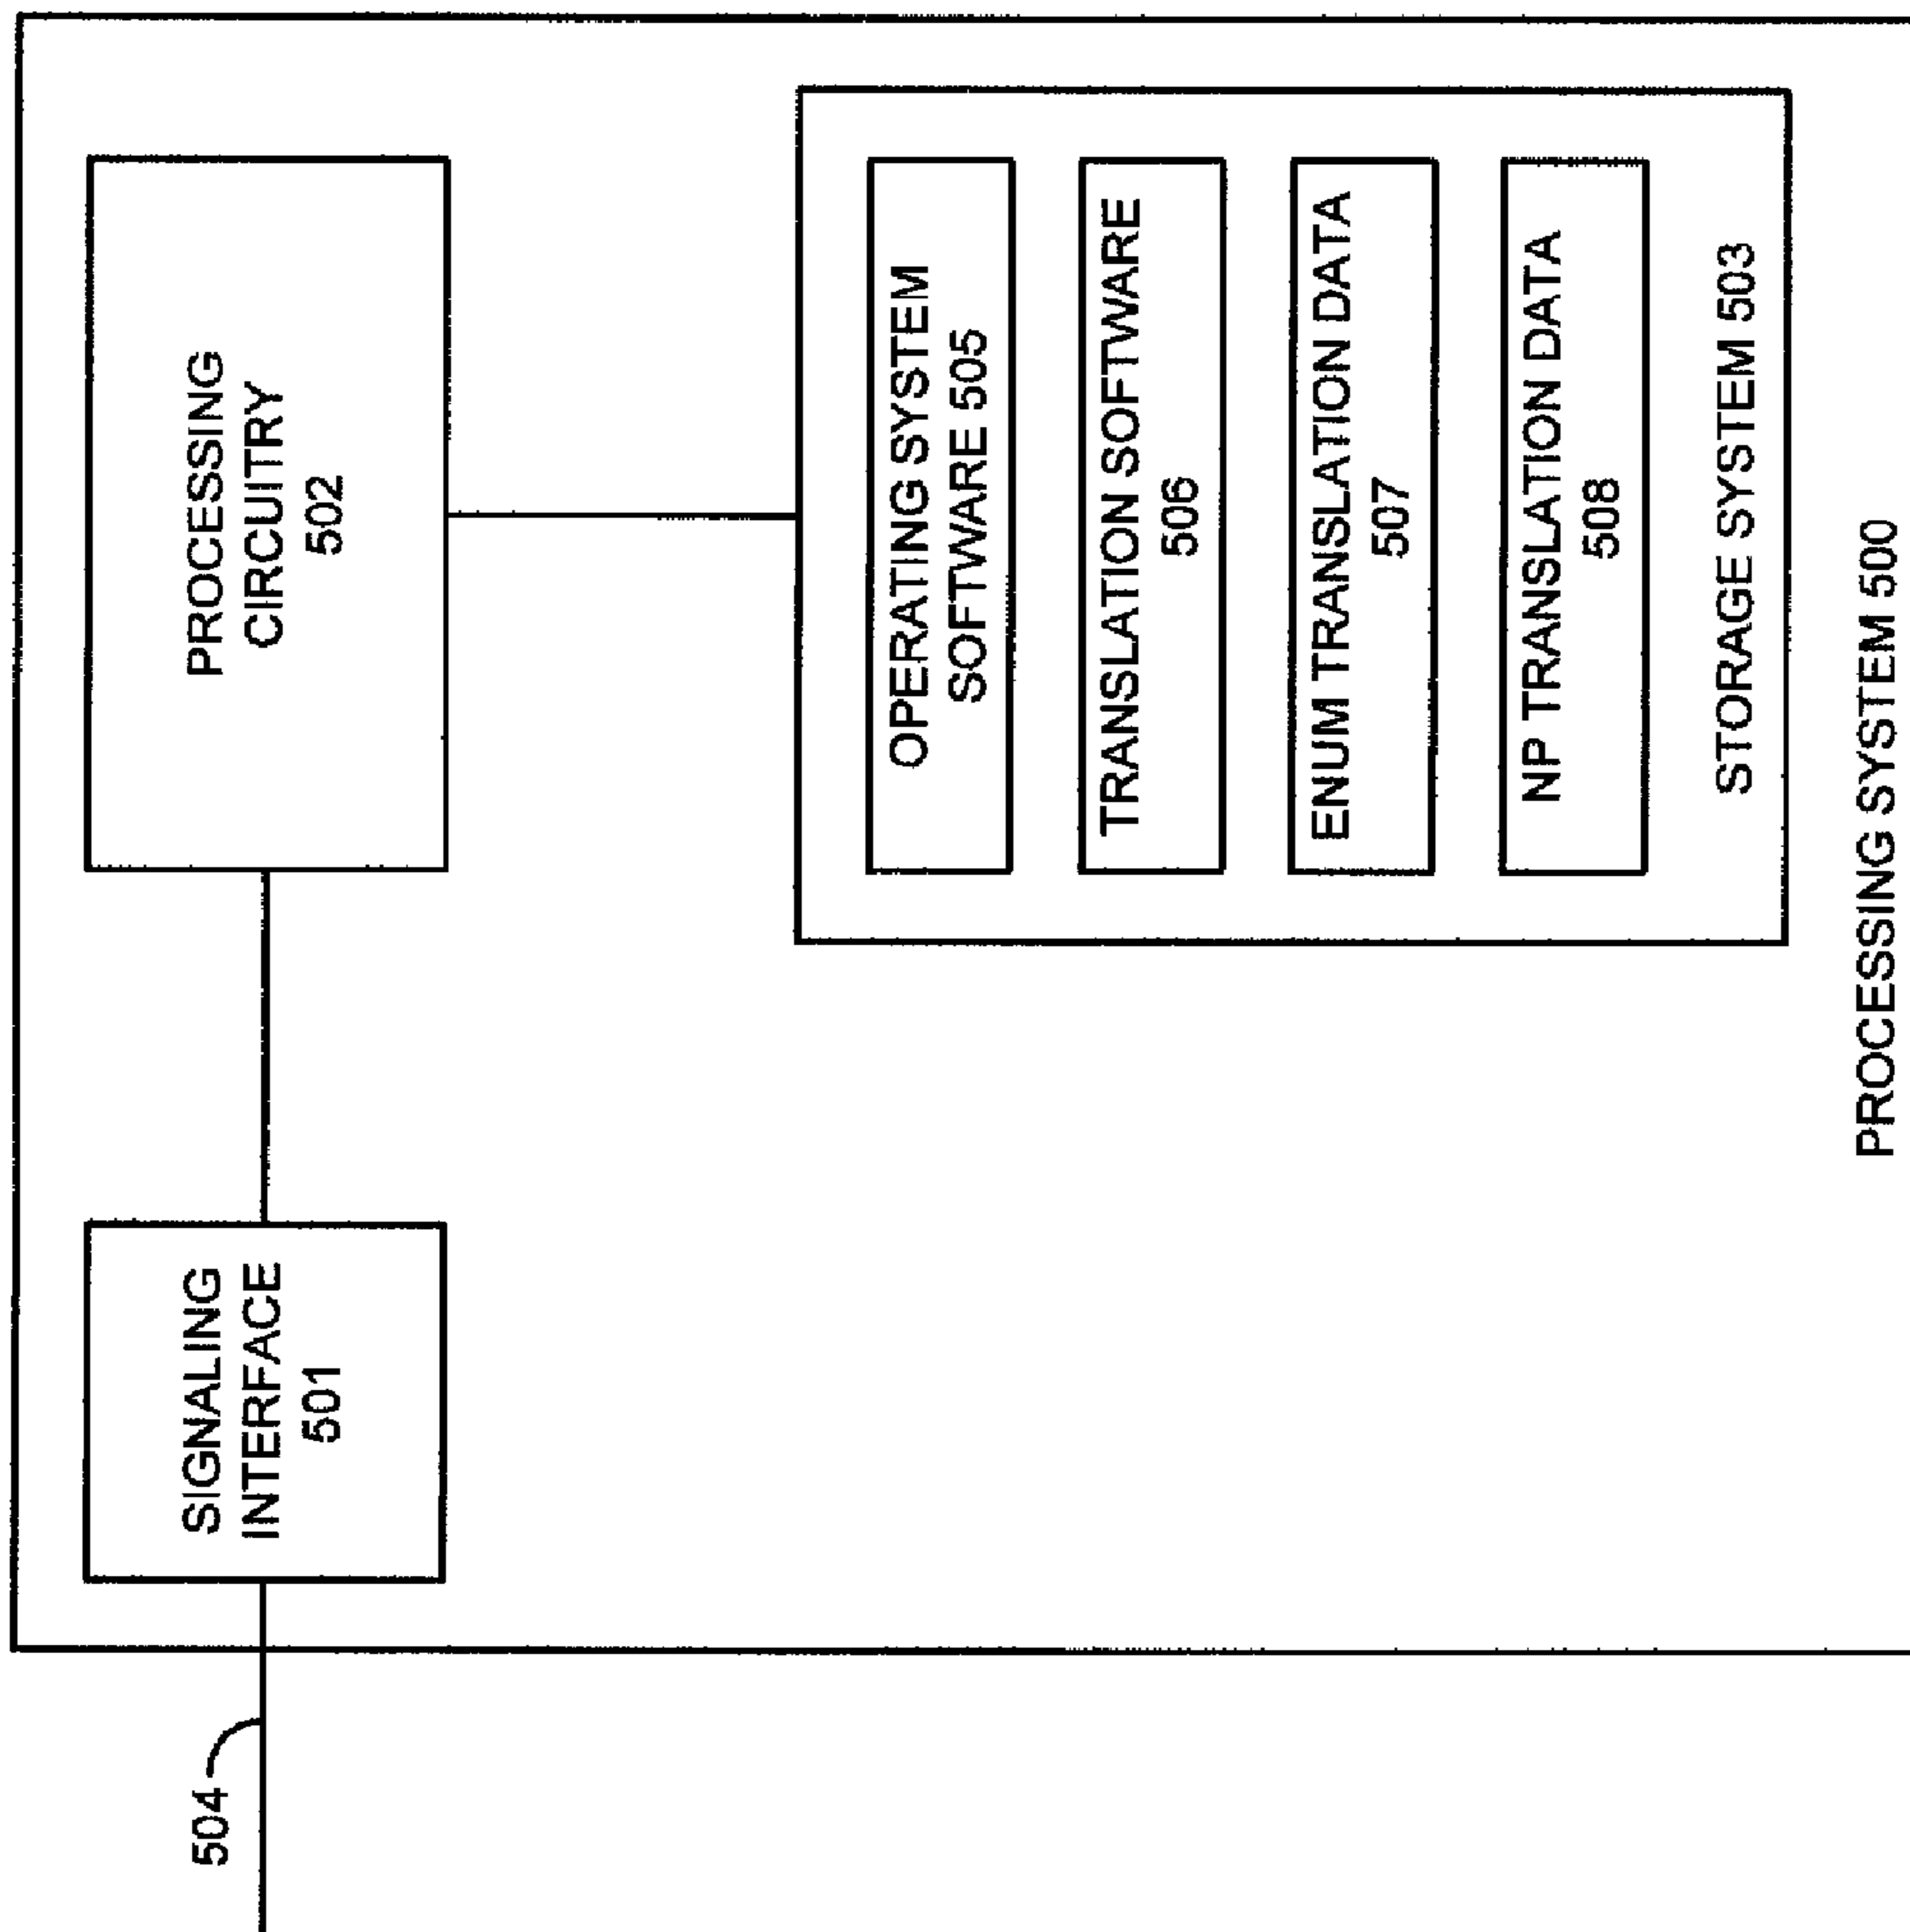 504
SIGNALING
INTERFACE
501
PROCESSING
CIRCUITRY
502
OPERATING SYSTEM
SOFTWARE 505
TRANSLATION SOFTWARE
506
ENUM TRANSLATION DATA
507
NP TRANSLATION DATA
508
STORAGE SYSTEM 503
PROCESSING SYSTEM 500